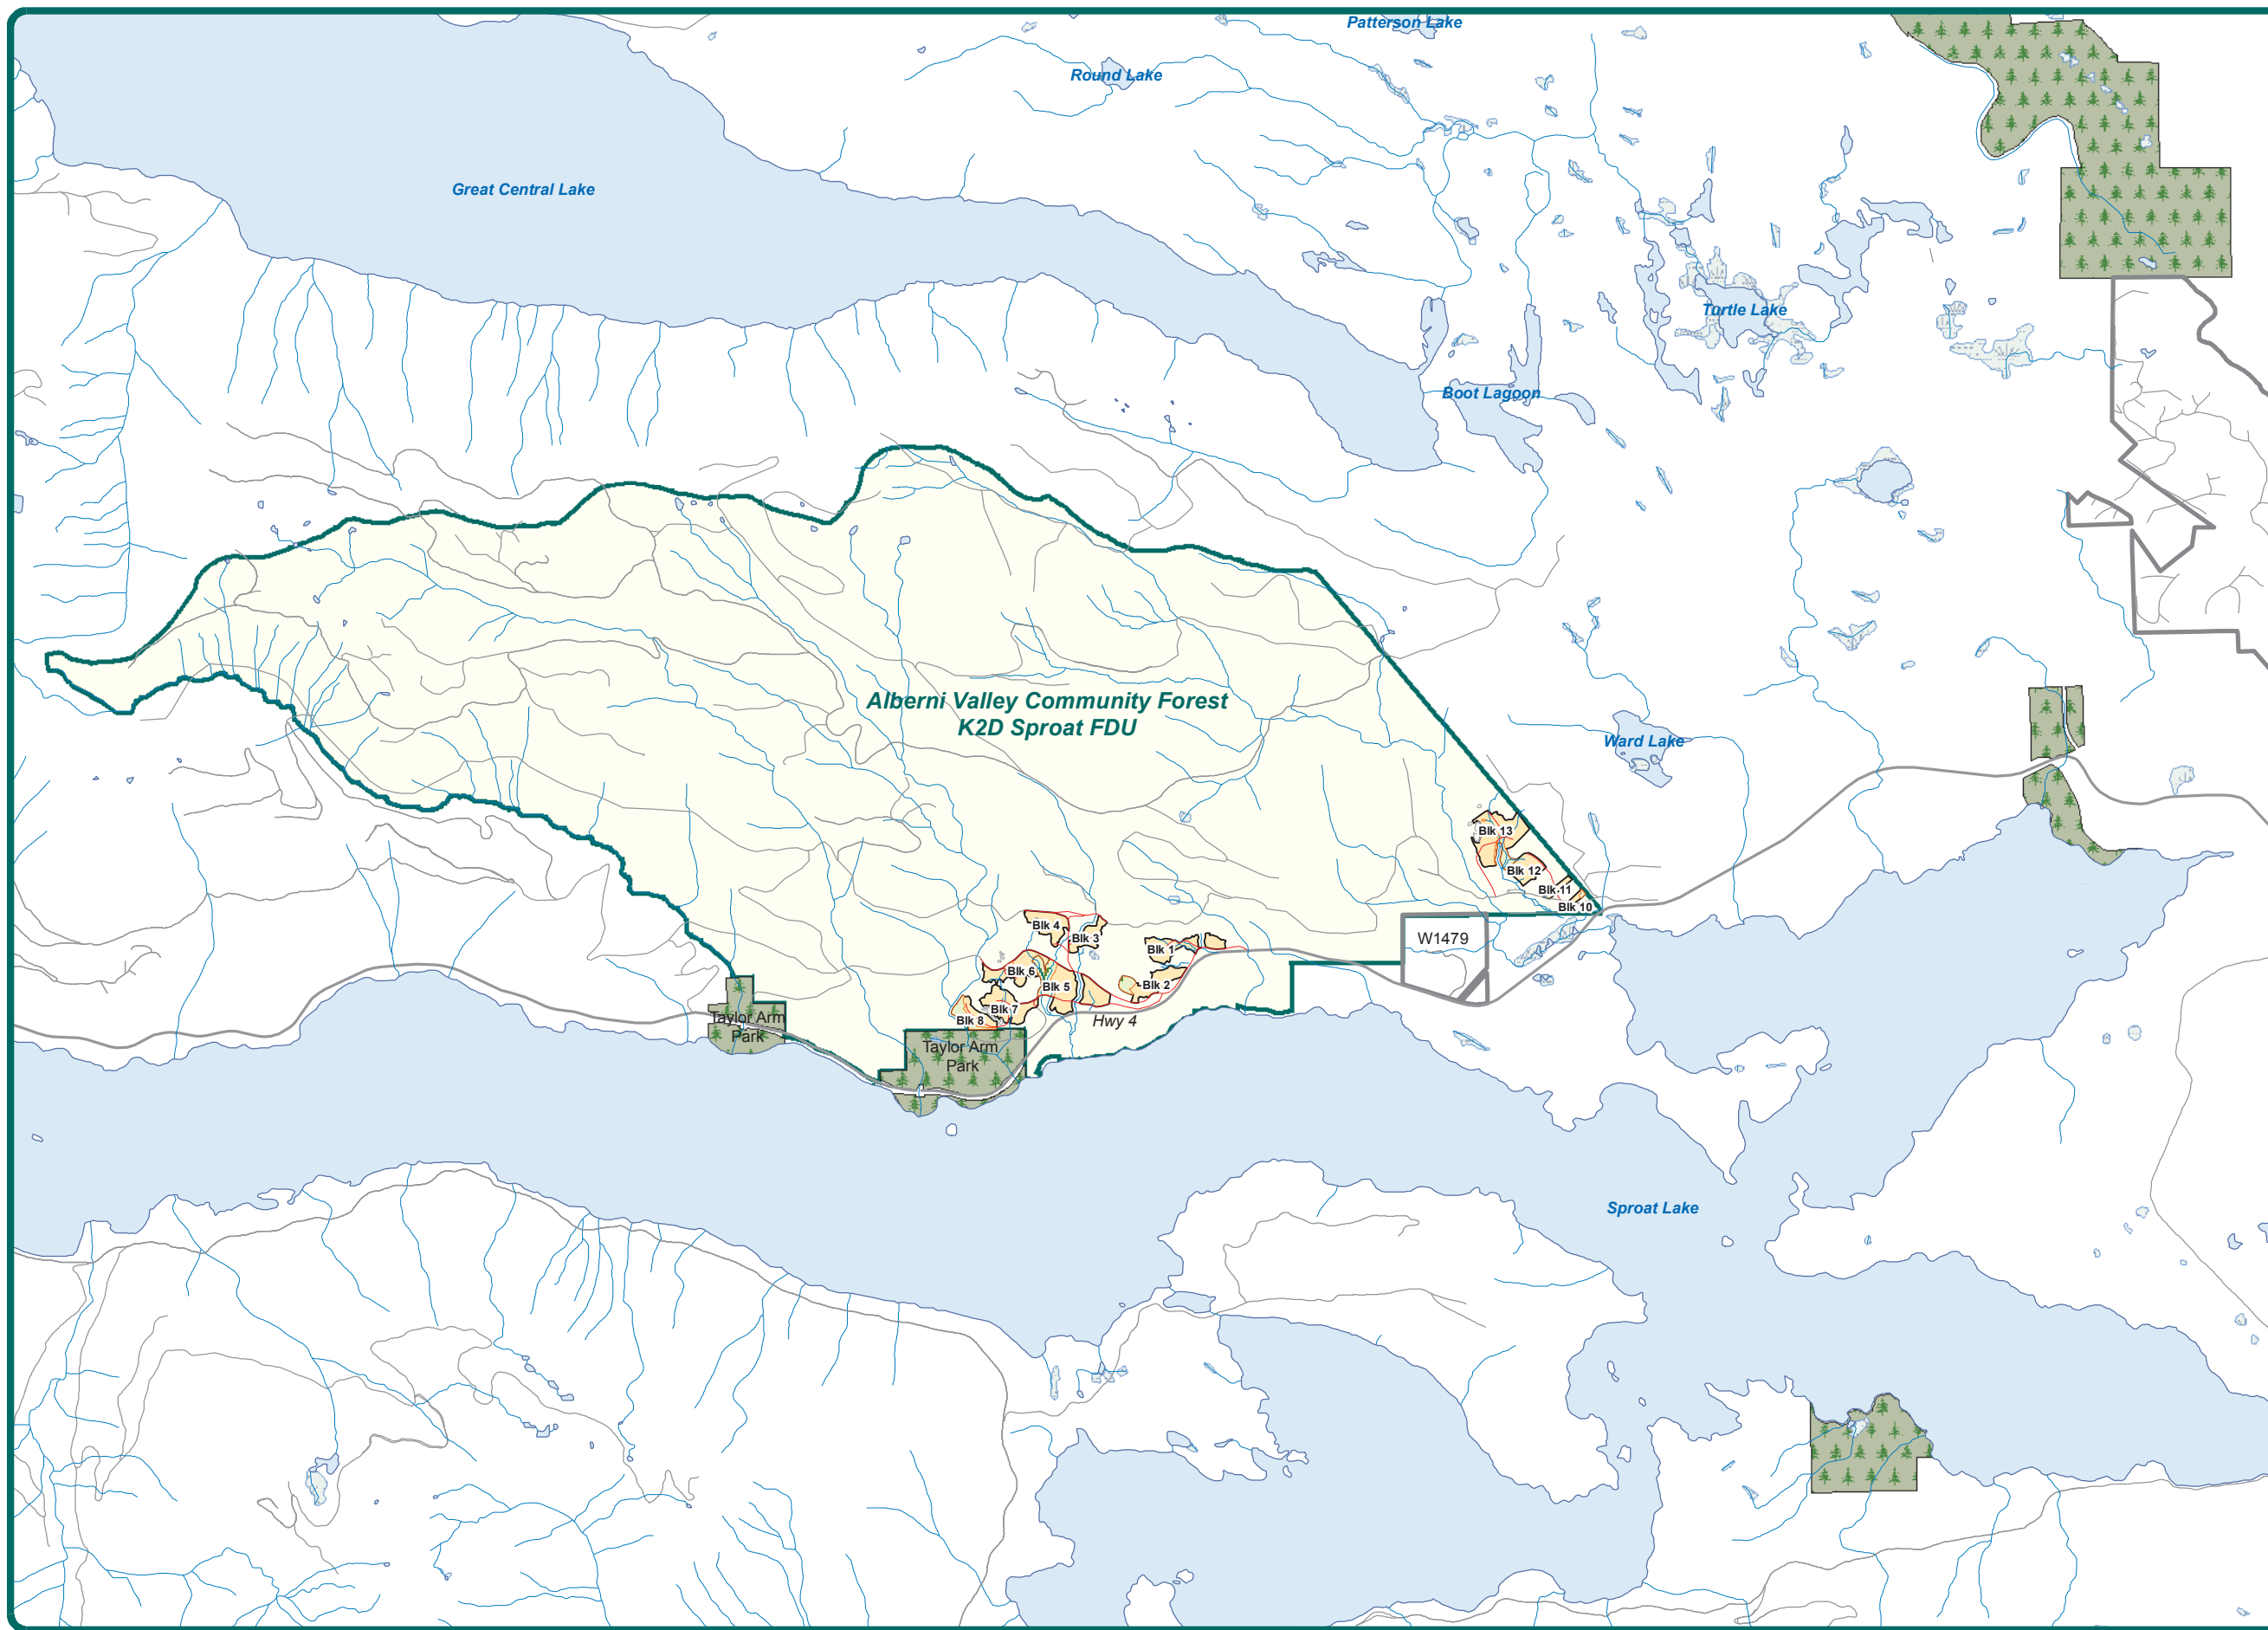 Patterson Lake
Round Lake
Great Central Lake
Turtle Lake
Boot Lagoon
Alberni Valley Community Forest
K2D Sproat FDU
Ward Lake
Blk 13
Blk 12
Blk 11
Blk 10
Blk 4
Blk 3
W1479
Blk 1
Blk 6
Blk 5
Blk 2
Blk 7
Blk 8
Hwy 4
Taylor Arm
Park
Taylor Arm
Park
Sproat Lake